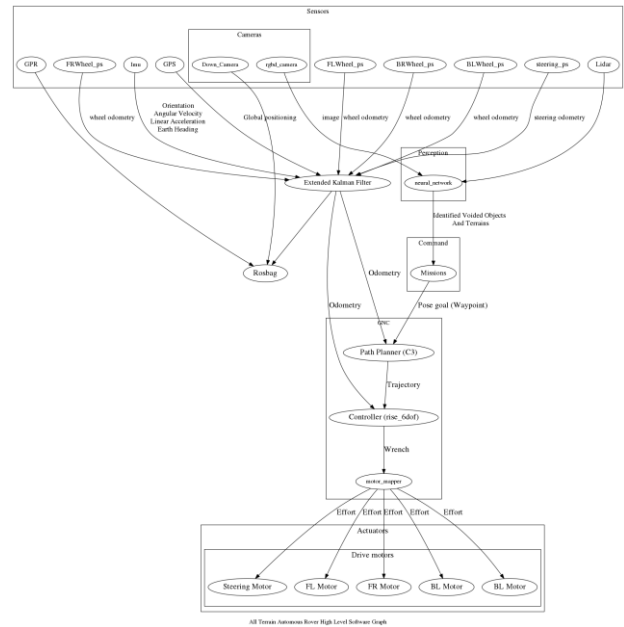 Sensors
Cameras
GPR
FRWheel_ps
Imu
GPS
Down_Camera
rgbd_camera
FLWheel_ps
BRWheel_ps
BLWheel_ps
steering_ps
Lidar
wheel odometry
Orientation
Angular Velocity
Linear Acceleration
Earth Heading
Global positioning
image
wheel odometry
wheel odometry
wheel odometry
steering odometry
Perception
Extended Kalman Filter
neural_network
Identified Voided Objects
And Terrains
Command
Rosbag
Odometry
Minions
Odometry
Pose goal (Waypoint)
GNC
Path Planner (C3)
Trajectory
Controller (rise_6dof)
Wrench
motor_mapper
Effort
Effort
Effort
Effort
Effort
Actuators
Drive motors
Steering Motor
FL Motor
FR Motor
BL Motor
BL Motor
All Terrain Autonous Rover High Level Software Graph